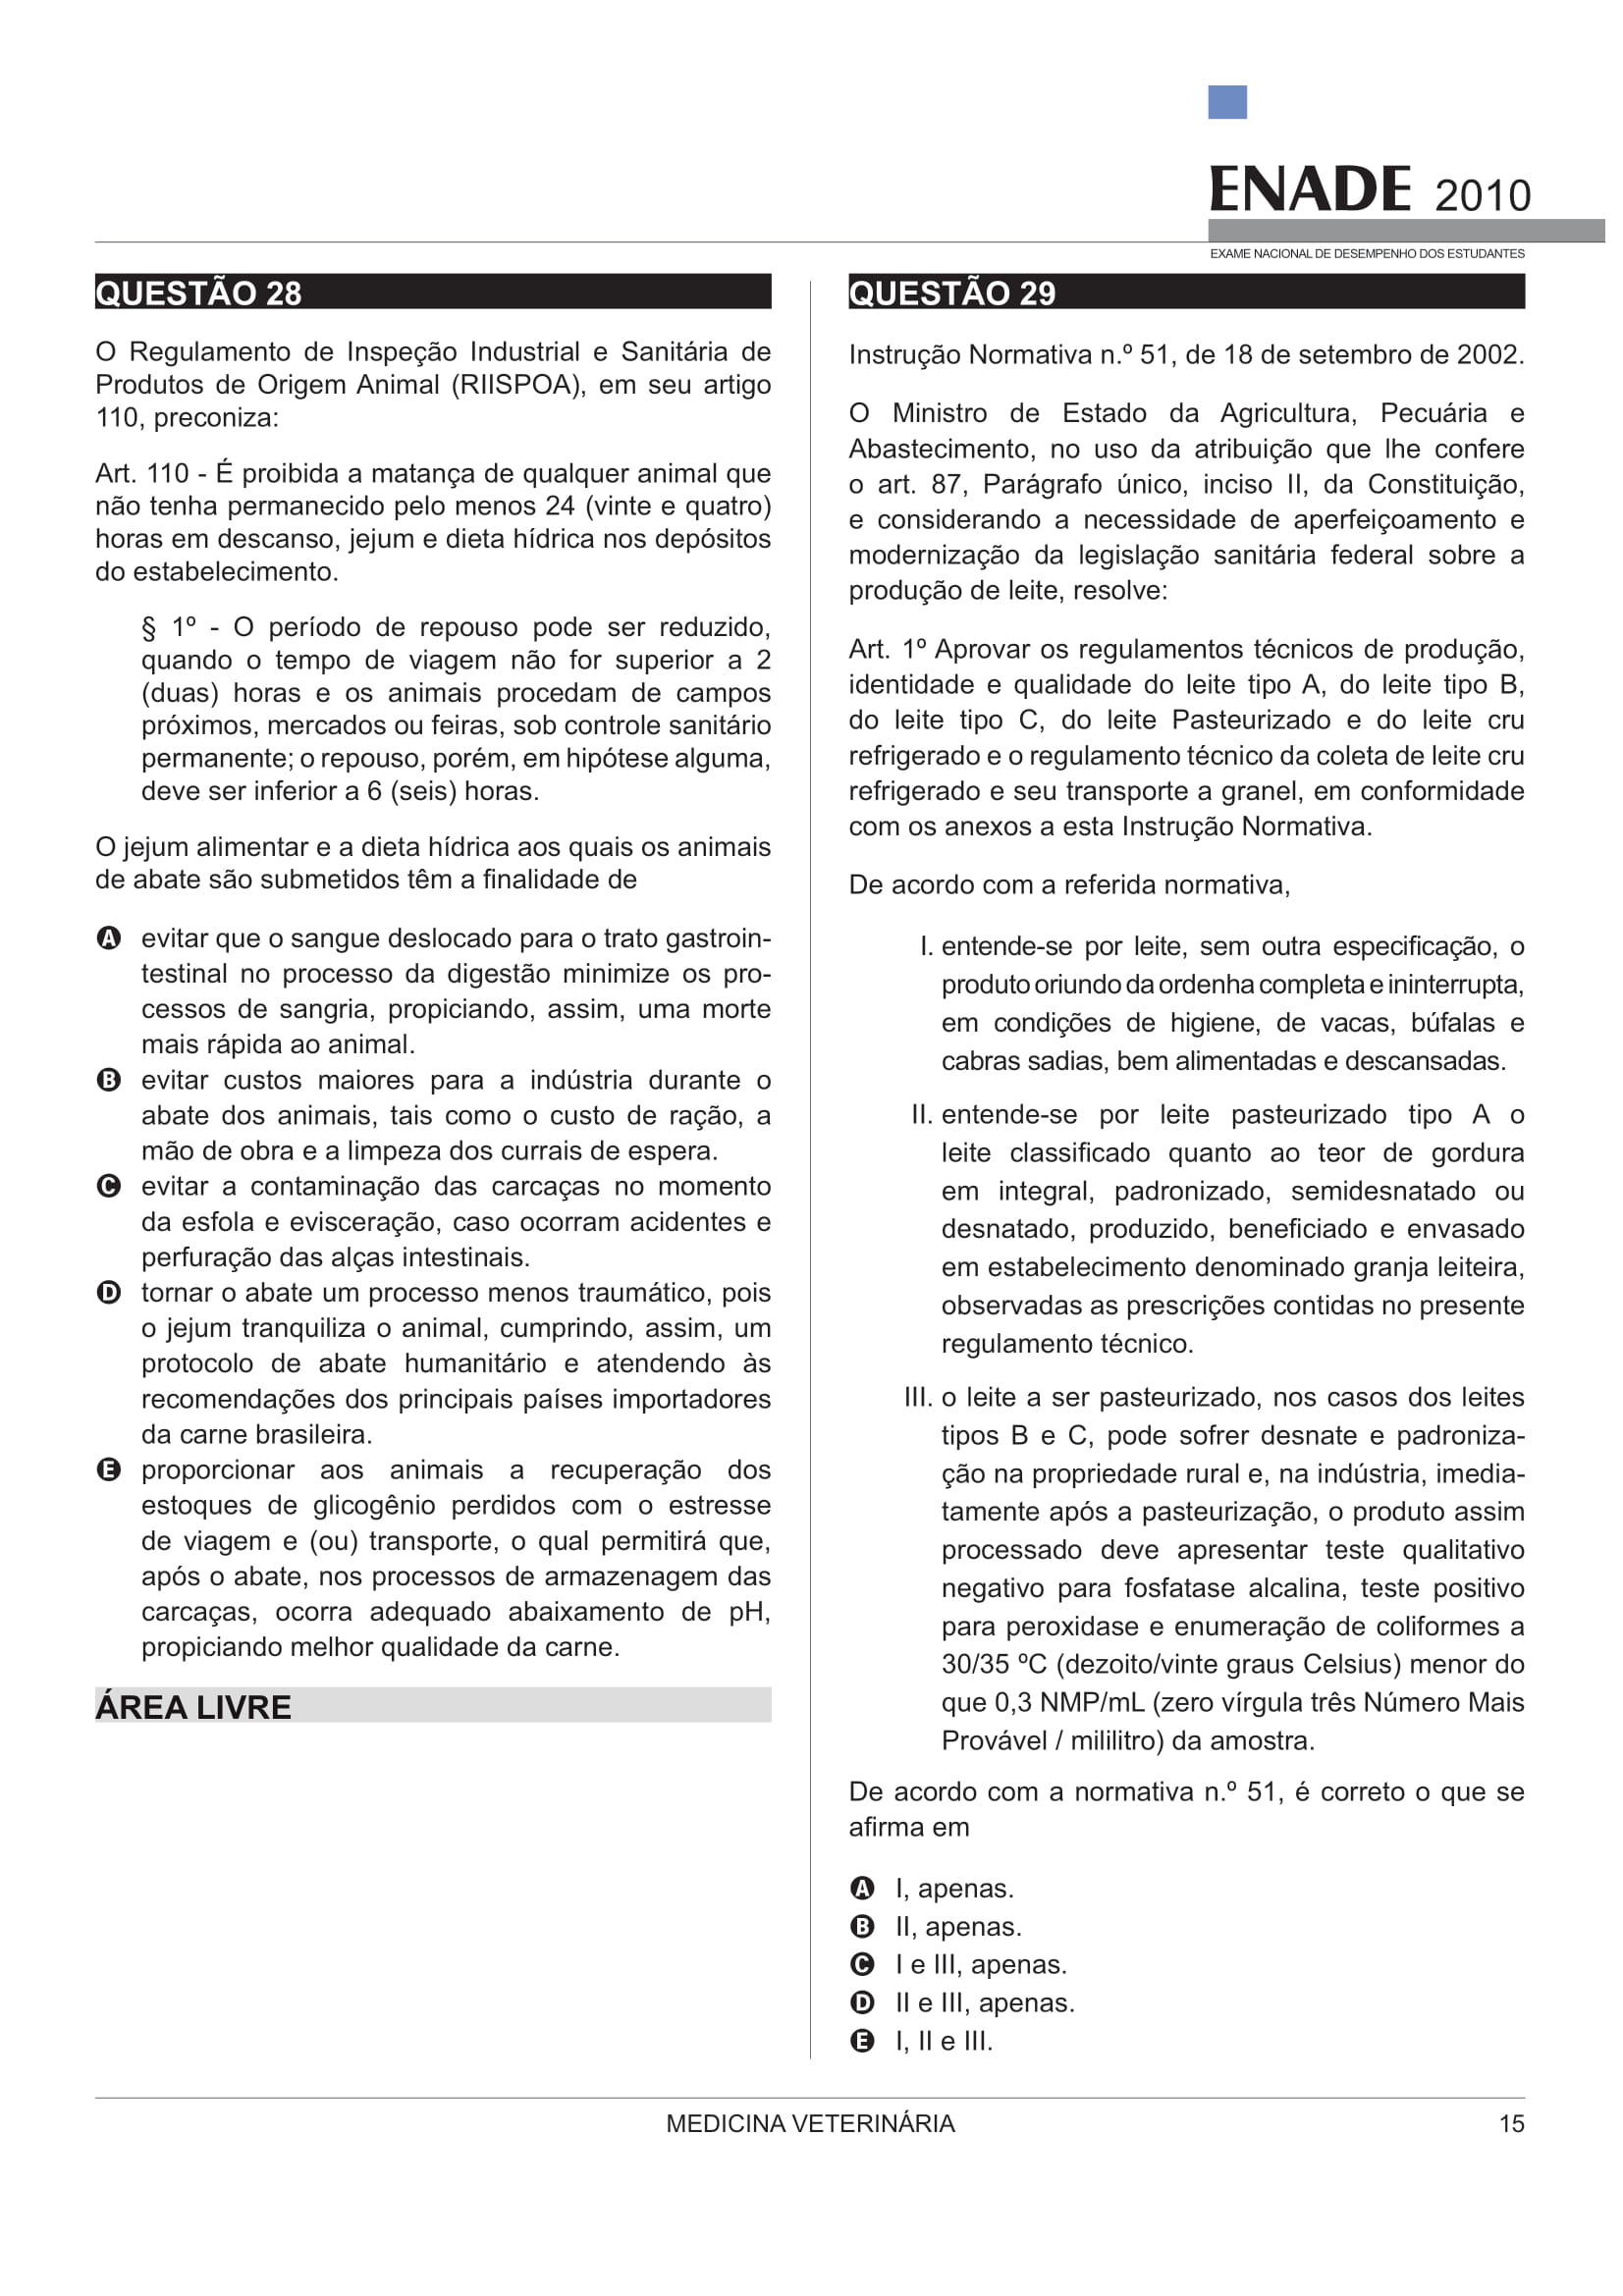 ENADE 2010
EXAME NACIONAL DE DESEMPENHO DOS ESTUDANTES
QUESTÃO 28
O Regulamento de Inspeção Industrial e Sanitária de
Produtos de Origem Animal (RIISPOA), em seu artigo
110, preconiza:
Art. 110 - É proibida a matança de qualquer animal que
não tenha permanecido pelo menos 24 (vinte e quatro)
horas em descanso, jejum e dieta hídrica nos depósitos
do estabelecimento.
§ 1º - O período de repouso pode ser reduzido,
quando o tempo de viagem não for superior a 2
(duas) horas e os animais procedam de campos
próximos, mercados ou feiras, sob controle sanitário
permanente; o repouso, porém, em hipótese alguma,
deve ser inferior a 6 (seis) horas.
O jejum alimentar e a dieta hídrica aos quais os animais
de abate são submetidos têm a finalidade de
A evitar que o sangue deslocado para o trato gastroin-
testinal no processo da digestão minimize os pro-
cessos de sangria, propiciando, assim, uma morte
mais rápida ao animal.
B evitar custos maiores para a indústria durante o
abate dos animais, tais como o custo de ração, a
mão de obra e a limpeza dos currais de espera.
C evitar a contaminação das carcaças no momento
da esfola e evisceração, caso ocorram acidentes e
perfuração das alças intestinais.
D tornar o abate um processo menos traumático, pois
o jejum tranquiliza o animal, cumprindo, assim, um
protocolo de abate humanitário e atendendo às
recomendações dos principais países importadores
da carne brasileira.
E proporcionar aos animais a recuperação dos
estoques de glicogênio perdidos com o estresse
de viagem e (ou) transporte, o qual permitirá que,
após o abate, nos processos de armazenagem das
carcaças, ocorra adequado abaixamento de pH,
propiciando melhor qualidade da carne.
ÁREA LIVRE
QUESTÃO 29
Instrução Normativa n.º 51, de 18 de setembro de 2002.
O Ministro de Estado da Agricultura, Pecuária e
Abastecimento, no uso da atribuição que lhe confere
o art. 87, Parágrafo único, inciso II, da Constituição,
e considerando a necessidade de aperfeiçoamento e
modernização da legislação sanitária federal sobre a
produção de leite, resolve:
Art. 1º Aprovar os regulamentos técnicos de produção,
identidade e qualidade do leite tipo A, do leite tipo B,
do leite tipo C, do leite Pasteurizado e do leite cru
refrigerado e o regulamento técnico da coleta de leite cru
refrigerado e seu transporte a granel, em conformidade
com os anexos a esta Instrução Normativa.
De acordo com a referida normativa,
I. entende-se por leite, sem outra especificação, o
produto oriundo da ordenha completa e ininterrupta,
em condições de higiene, de vacas, búfalas e
cabras sadias, bem alimentadas e descansadas.
II. entende-se por leite pasteurizado tipo A o
leite classificado quanto ao teor de gordura
em integral, padronizado, semidesnatado ou
desnatado, produzido, beneficiado e envasado
em estabelecimento denominado granja leiteira,
observadas as prescrições contidas no presente
regulamento técnico.
III. o leite a ser pasteurizado, nos casos dos leites
tipos B e C, pode sofrer desnate e padroniza-
ção na propriedade rural e, na indústria, imedia-
tamente após a pasteurização, o produto assim
processado deve apresentar teste qualitativo
negativo para fosfatase alcalina, teste positivo
para peroxidase e enumeração de coliformes a
30/35 ºC (dezoito/vinte graus Celsius) menor do
que 0,3 NMP/mL (zero vírgula três Número Mais
Provável / mililitro) da amostra.
De acordo com a normativa n.º 51, é correto o que se
afirma em
A I, apenas.
B II, apenas.
C I e III, apenas.
D II e III, apenas.
E I, II e III.
MEDICINA VETERINÁRIA
15